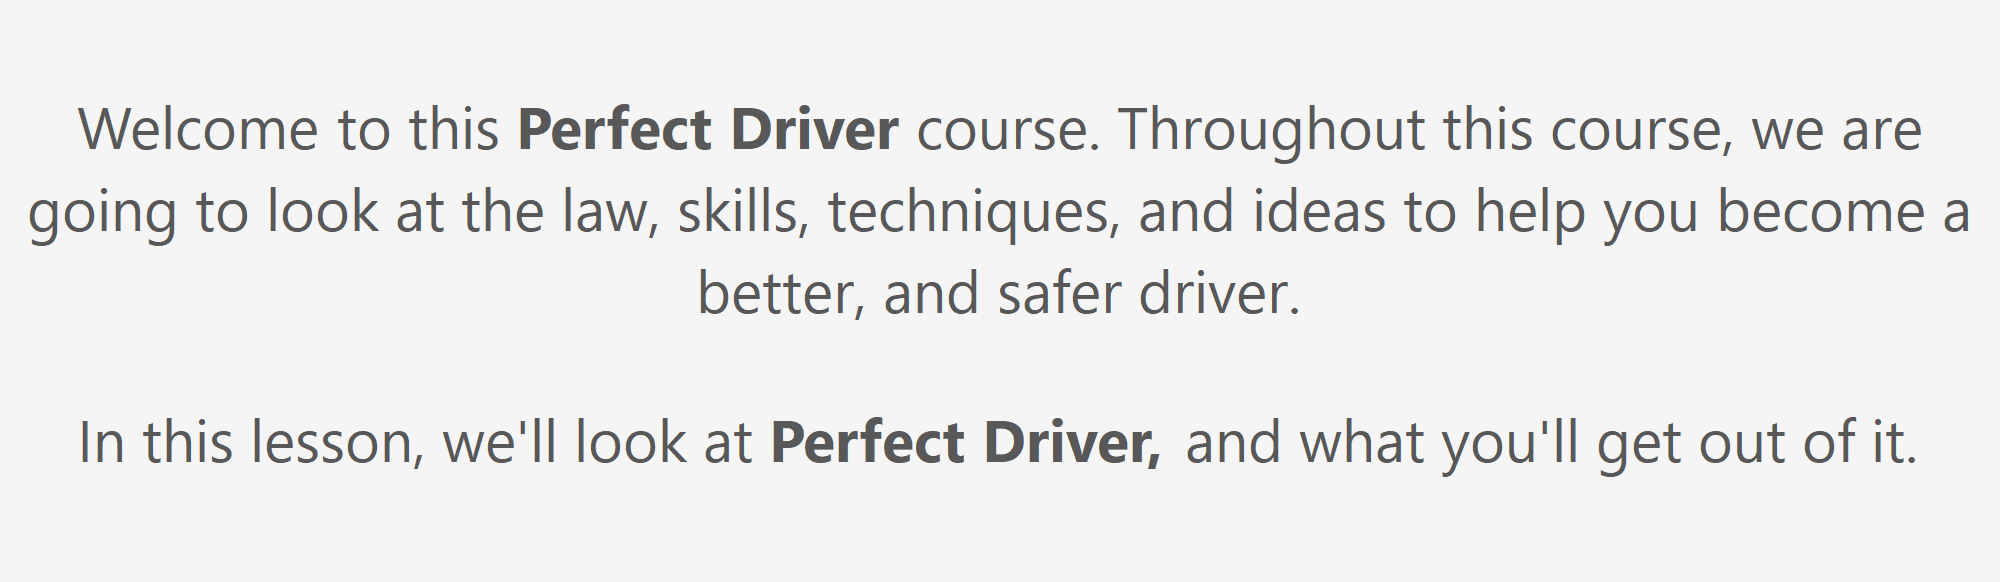 Welcome to this Perfect Driver course. Throughout this course, we are
going to look at the law, skills, techniques, and ideas to help you become a
better, and safer driver.
In this lesson, we'll look at Perfect Driver, and what you'll get out of it.